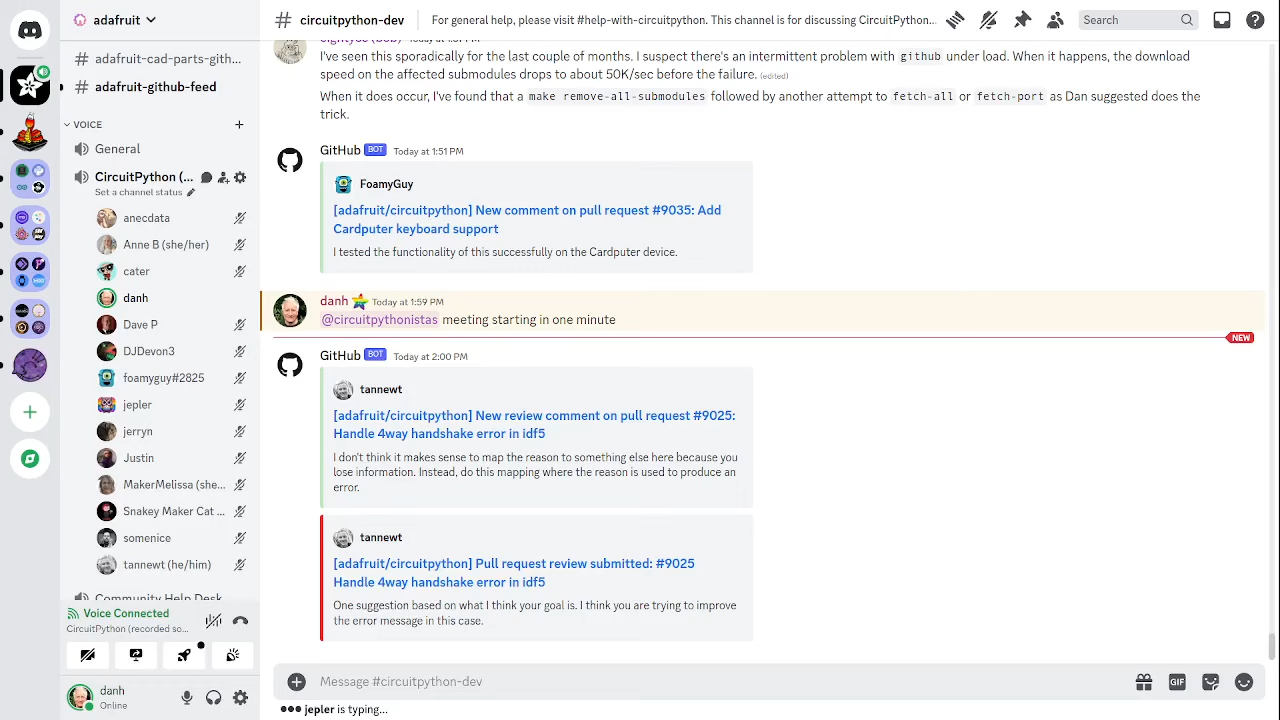 adafruit
# circuitpython-dev
For general help, please visit #help-with-circuitpython. This channel is for discussing CircuitPython...
Search
# adafruit-cad-parts-gith...
# adafruit-github-feed
VOICE
General
CircuitPython (...
Set a channel status
anecdata
Anne B (she/her)
cater
danh
Dave P
DJDevon3
foamyguy#2825
jepler
jerryn
Justin
MakerMelissa (she...
Snakey Maker Cat ...
somenice
tannewt (he/him)
Community Help Desk
Voice Connected
CircuitPython (recorded so...
danh
Online
I've seen this sporadically for the last couple of months. I suspect there's an intermittent problem with github under load. When it happens, the download
speed on the affected submodules drops to about 50K/sec before the failure. (edited)
When it does occur, I've found that a make remove-all-submodules followed by another attempt to fetch-all or fetch-port as Dan suggested does the
trick.
GitHub BOT Today at 1:51 PM
FoamyGuy
[adafruit/circuitpython] New comment on pull request #9035: Add
Cardputer keyboard support
I tested the functionality of this successfully on the Cardputer device.
danh Today at 1:59 PM
@circuitpythonistas meeting starting in one minute
NEW
GitHub BOT Today at 2:00 PM
tannewt
[adafruit/circuitpython] New review comment on pull request #9025:
Handle 4way handshake error in idf5
I don't think it makes sense to map the reason to something else here because you
lose information. Instead, do this mapping where the reason is used to produce an
error.
tannewt
[adafruit/circuitpython] Pull request review submitted: #9025
Handle 4way handshake error in idf5
One suggestion based on what I think your goal is. I think you are trying to improve
the error message in this case.
Message #circuitpython-dev
GIF
jepler is typing...